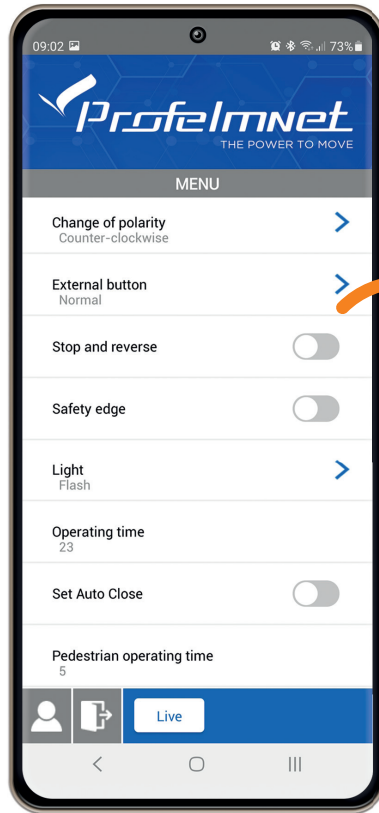 09:02 73%
Profelmnet
THE POWER TO MOVE
MENU
Change of polarity
Counter-clockwise
External button
Normal
Stop and reverse
Safety edge
Light
Flash
Operating time
23
Set Auto Close
Pedestrian operating time
5
Live